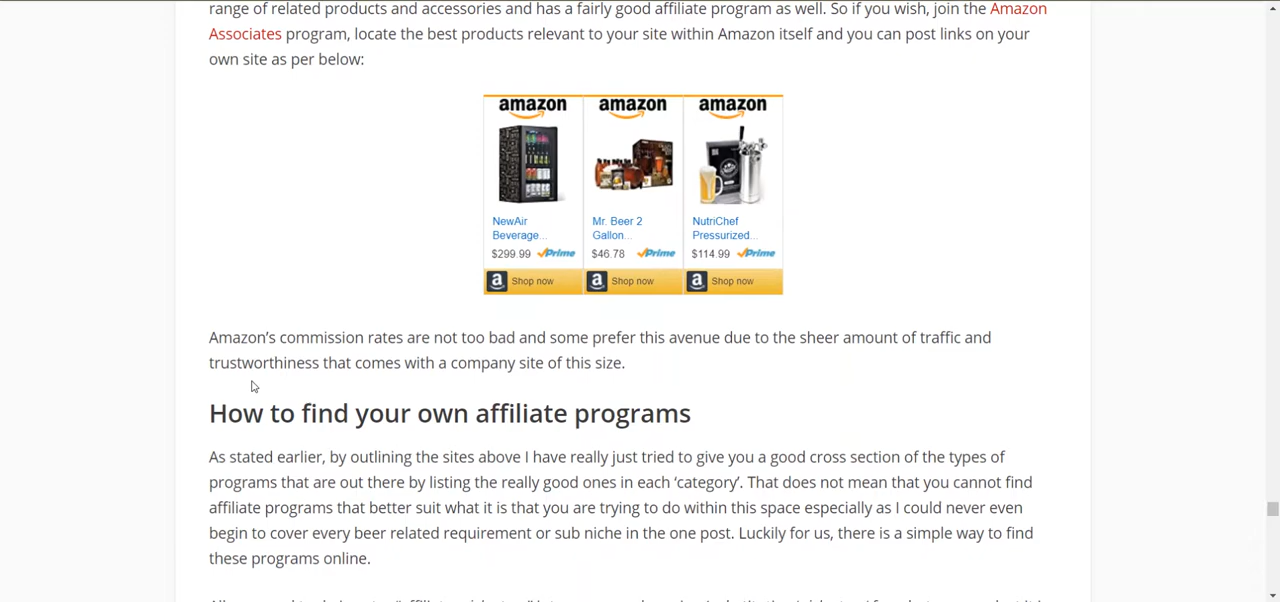 range of related products and accessories and has a fairly good affiliate program as well. So if you wish, join the Amazon
Associates program, locate the best products relevant to your site within Amazon itself and you can post links on your
own site as per below:
amazon amazon amazon
NewAir Beverage...
$299.99 Prime
a Shop now
Mr. Beer 2 Gallon...
$46.78 Prime
a Shop now
NutriChef Pressurized...
$114.99 Prime
a Shop now
Amazon’s commission rates are not too bad and some prefer this avenue due to the sheer amount of traffic and
trustworthiness that comes with a company site of this size.
How to find your own affiliate programs
As stated earlier, by outlining the sites above I have really just tried to give you a good cross section of the types of
programs that are out there by listing the really good ones in each ‘category’. That does not mean that you cannot find
affiliate programs that better suit what it is that you are trying to do within this space especially as I could never even
begin to cover every beer related requirement or sub niche in the one post. Luckily for us, there is a simple way to find
these programs online.